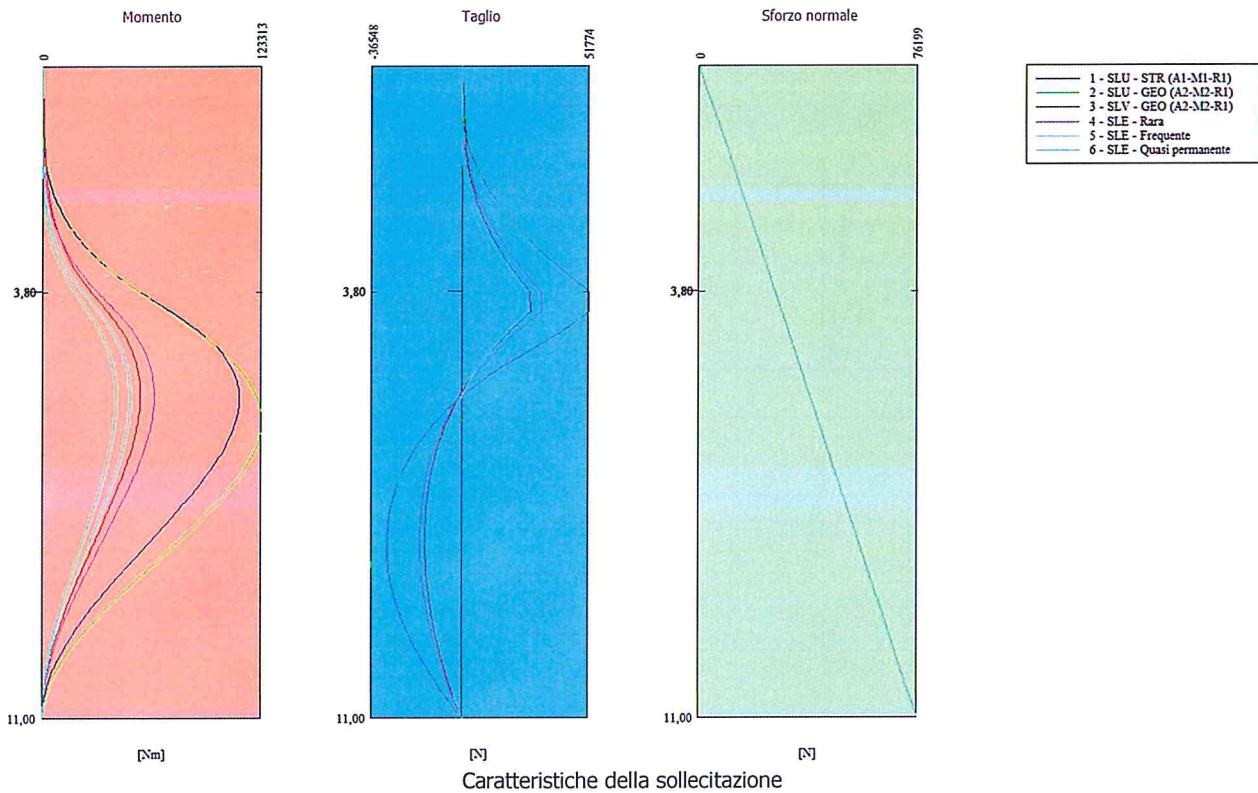 Momento
0
123313
3,80
11,00
[Nm]
Taglio
-36548
51774
3,80
11,00
[N]
Sforzo normale
0
76199
3,80
11,00
[N]
1 - SLU - STR (A1-M1-R1)
2 - SLU - GEO (A2-M2-R1)
3 - SLV - GEO (A2-M2-R1)
4 - SLE - Rara
5 - SLE - Frequente
6 - SLE - Quasi permanente
Caratteristiche della sollecitazione